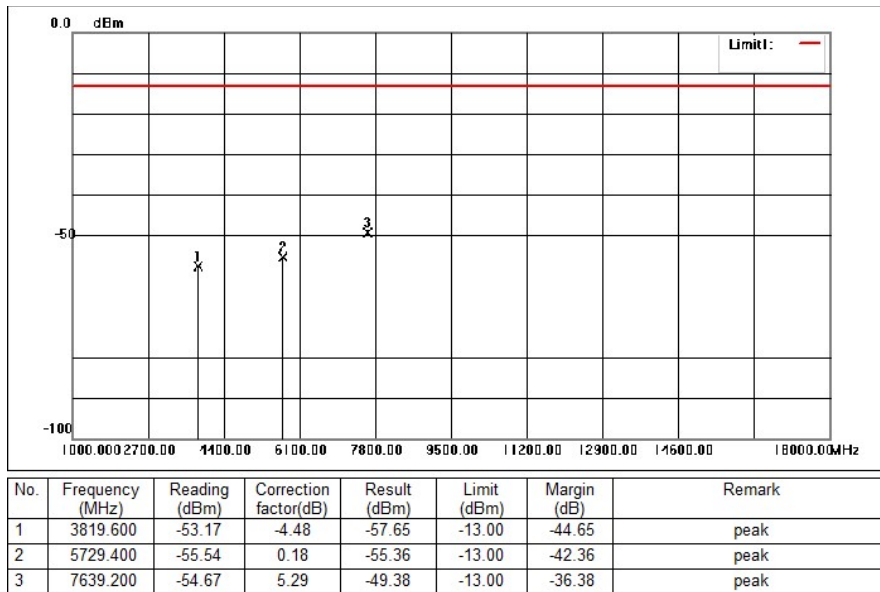 0.0 dBm
Limit1:
3
-50
2
1
-100
1000.000 2700.00 4400.00 6100.00 7800.00 9500.00 11200.00 12900.00 14600.00 18000.00 MHz
No. Frequency (MHz) Reading (dBm) Correction factor(dB) Result (dBm) Limit (dBm) Margin (dB) Remark
1 3819.600 -53.17 -4.48 -57.65 -13.00 -44.65 peak
2 5729.400 -55.54 0.18 -55.36 -13.00 -42.36 peak
3 7639.200 -54.67 5.29 -49.38 -13.00 -36.38 peak